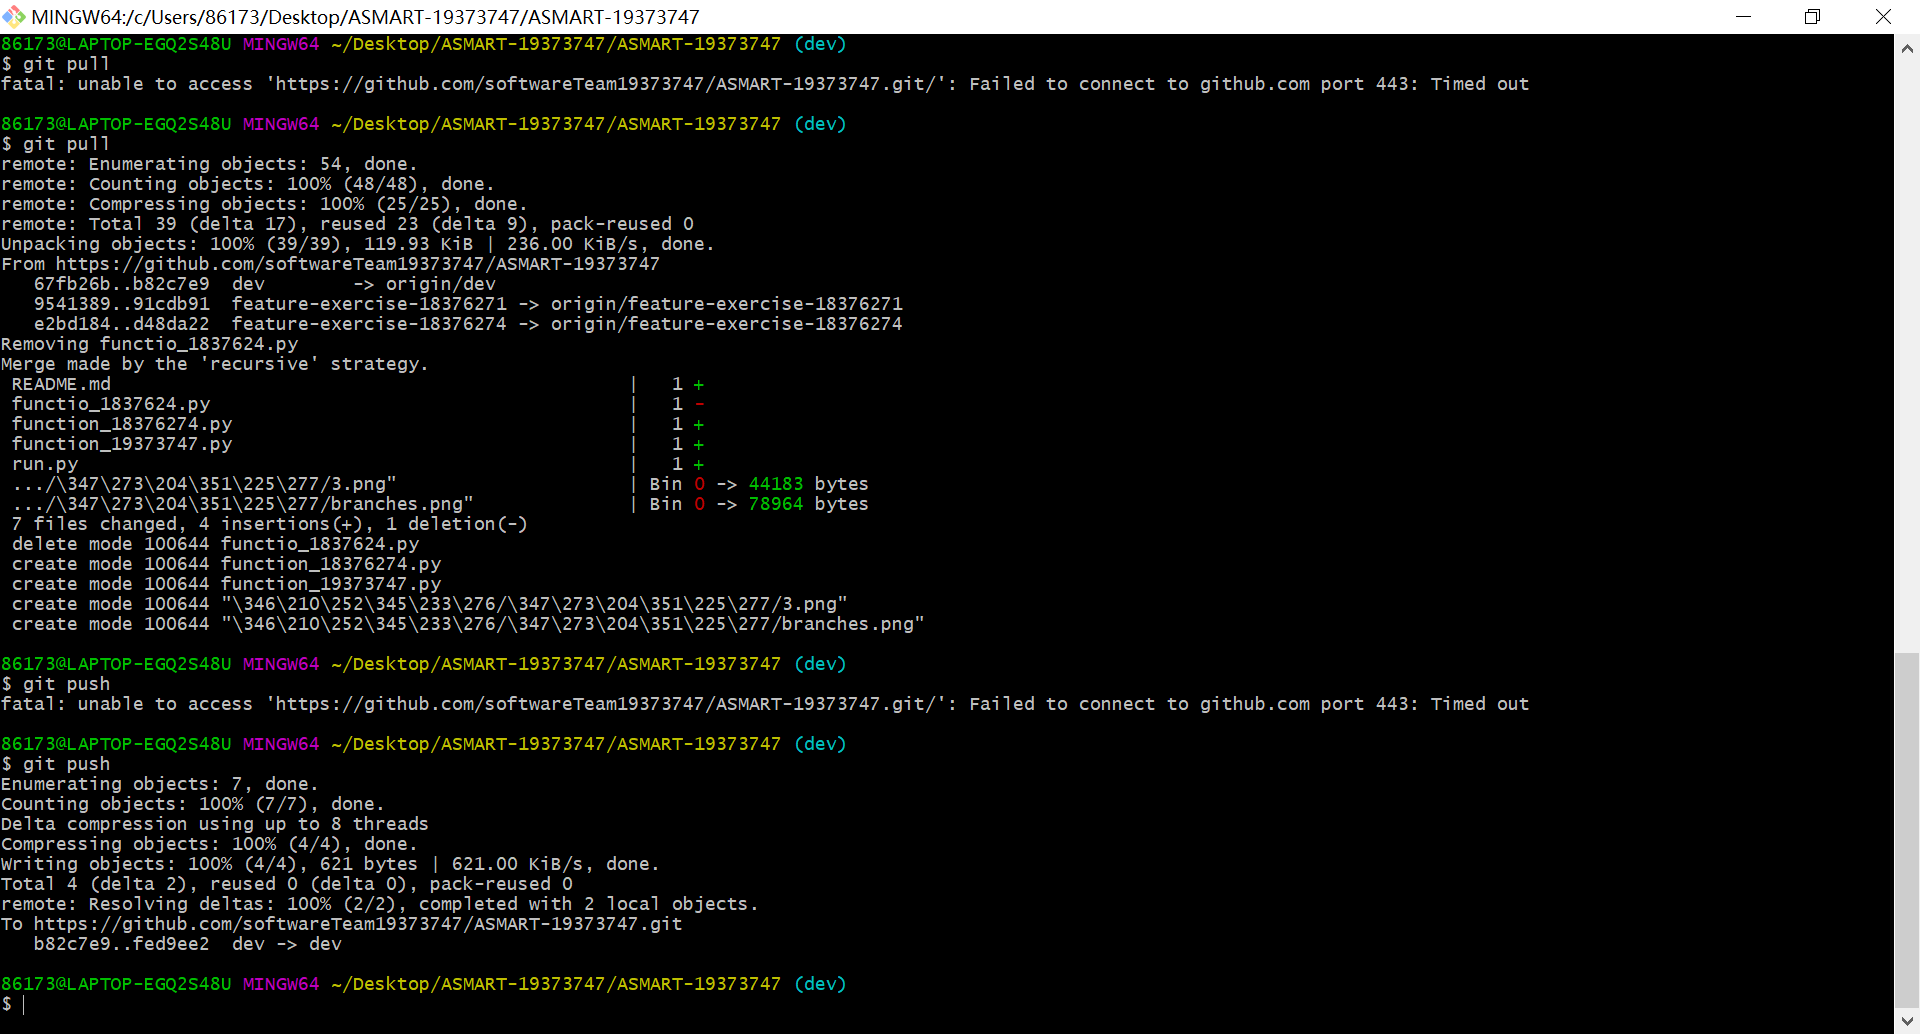 MINGW64:/c/Users/86173/Desktop/ASMART-19373747/ASMART-19373747
86173@LAPTOP-EGQ2S48U MINGW64 ~/Desktop/ASMART-19373747/ASMART-19373747 (dev)
$ git pull
fatal: unable to access 'https://github.com/softwareTeam19373747/ASMART-19373747.git/': Failed to connect to github.com port 443: Timed out
86173@LAPTOP-EGQ2S48U MINGW64 ~/Desktop/ASMART-19373747/ASMART-19373747 (dev)
$ git pull
remote: Enumerating objects: 54, done.
remote: Counting objects: 100% (48/48), done.
remote: Compressing objects: 100% (25/25), done.
remote: Total 39 (delta 17), reused 23 (delta 9), pack-reused 0
Unpacking objects: 100% (39/39), 119.93 KiB | 236.00 KiB/s, done.
From https://github.com/softwareTeam19373747/ASMART-19373747
   67fb26b..b82c7e9  dev        -> origin/dev
   9541389..91cdb91  feature-exercise-18376271 -> origin/feature-exercise-18376271
   e2bd184..d48da22  feature-exercise-18376274 -> origin/feature-exercise-18376274
Removing functio_1837624.py
Merge made by the 'recursive' strategy.
 README.md                                               |   1 +
 functio_1837624.py                                      |   1 -
 function_18376274.py                                    |   1 +
 function_19373747.py                                    |   1 +
 run.py                                                  |   1 +
 .../\347\273\204\351\225\277/3.png"                     | Bin 0 -> 44183 bytes
 .../\347\273\204\351\225\277/branches.png"              | Bin 0 -> 78964 bytes
 7 files changed, 4 insertions(+), 1 deletion(-)
 delete mode 100644 functio_1837624.py
 create mode 100644 function_18376274.py
 create mode 100644 function_19373747.py
 create mode 100644 "\346\210\252\345\233\276/\347\273\204\351\225\277/3.png"
 create mode 100644 "\346\210\252\345\233\276/\347\273\204\351\225\277/branches.png"
86173@LAPTOP-EGQ2S48U MINGW64 ~/Desktop/ASMART-19373747/ASMART-19373747 (dev)
$ git push
fatal: unable to access 'https://github.com/softwareTeam19373747/ASMART-19373747.git/': Failed to connect to github.com port 443: Timed out
86173@LAPTOP-EGQ2S48U MINGW64 ~/Desktop/ASMART-19373747/ASMART-19373747 (dev)
$ git push
Enumerating objects: 7, done.
Counting objects: 100% (7/7), done.
Delta compression using up to 8 threads
Compressing objects: 100% (4/4), done.
Writing objects: 100% (4/4), 621 bytes | 621.00 KiB/s, done.
Total 4 (delta 2), reused 0 (delta 0), pack-reused 0
remote: Resolving deltas: 100% (2/2), completed with 2 local objects.
To https://github.com/softwareTeam19373747/ASMART-19373747.git
   b82c7e9..fed9ee2  dev -> dev
86173@LAPTOP-EGQ2S48U MINGW64 ~/Desktop/ASMART-19373747/ASMART-19373747 (dev)
$